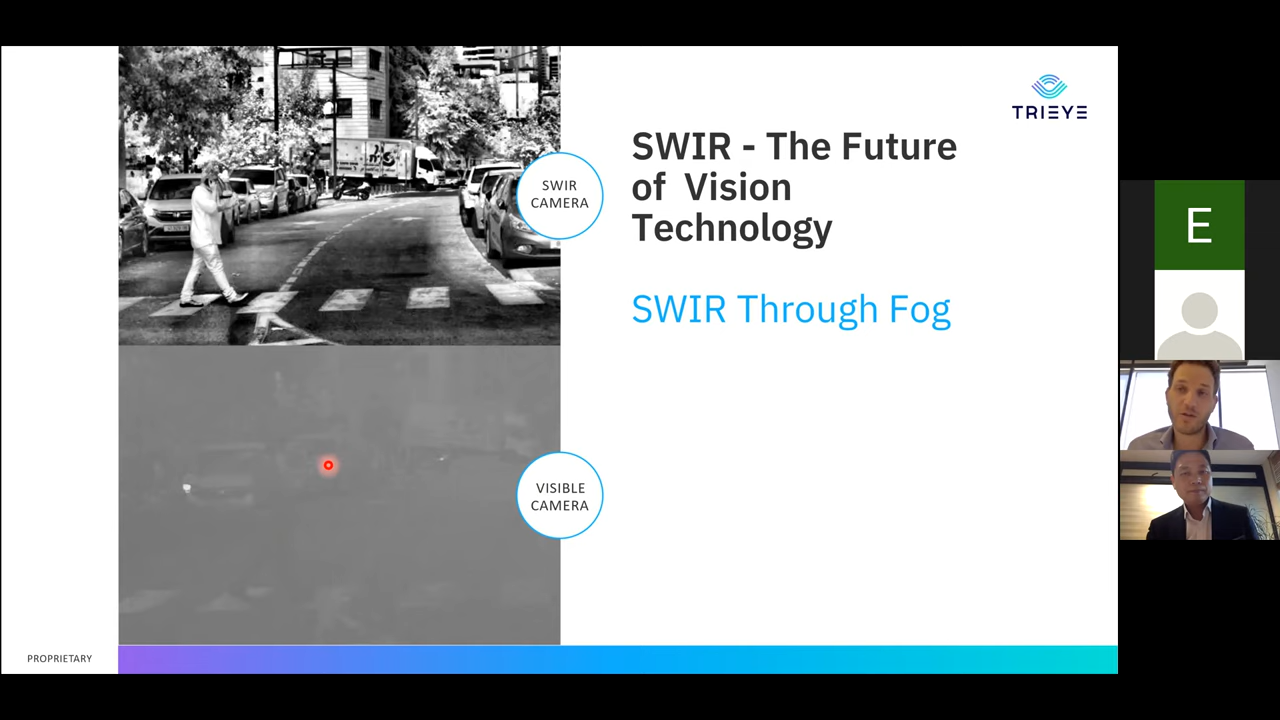 TRIEYE
SWIR - The Future
of Vision
Technology
SWIR Through Fog
SWIR
CAMERA
VISIBLE
CAMERA
PROPRIETARY
E